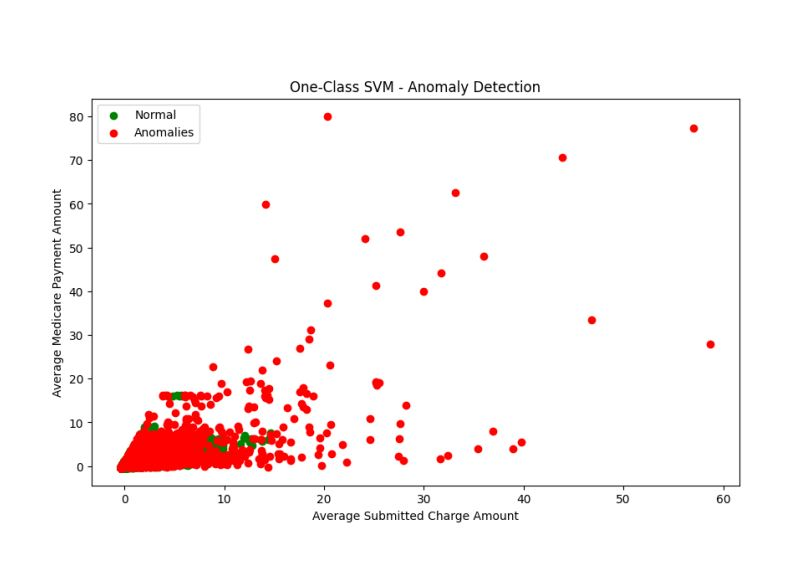 One-Class SVM - Anomaly Detection
Normal
Anomalies
80
70
60
50
40
30
20
10
0
Average Medicare Payment Amount
0 10 20 30 40 50 60
Average Submitted Charge Amount